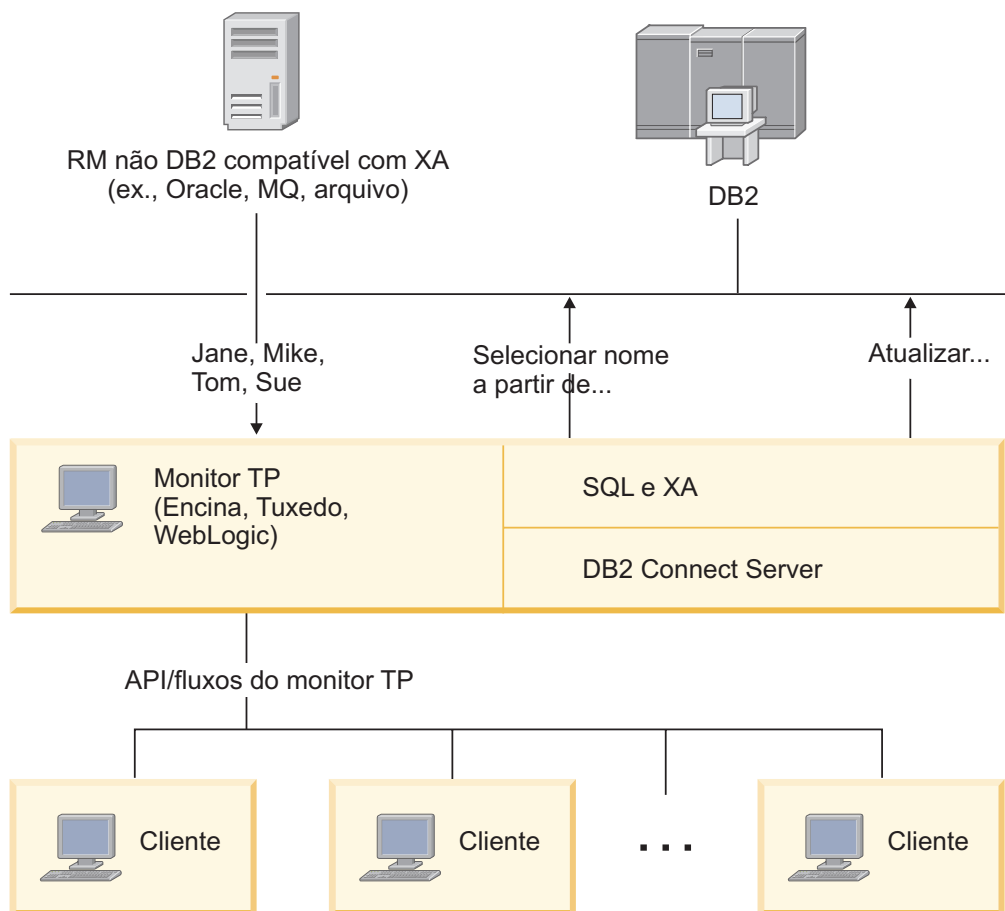 RM não DB2 compatível com XA
(ex., Oracle, MQ, arquivo)
DB2
Jane, Mike,
Tom, Sue
Selecionar nome
a partir de...
Atualizar...
Monitor TP
(Encina, Tuxedo,
WebLogic)
SQL e XA
DB2 Connect Server
API/fluxos do monitor TP
Cliente
Cliente
. . .
Cliente